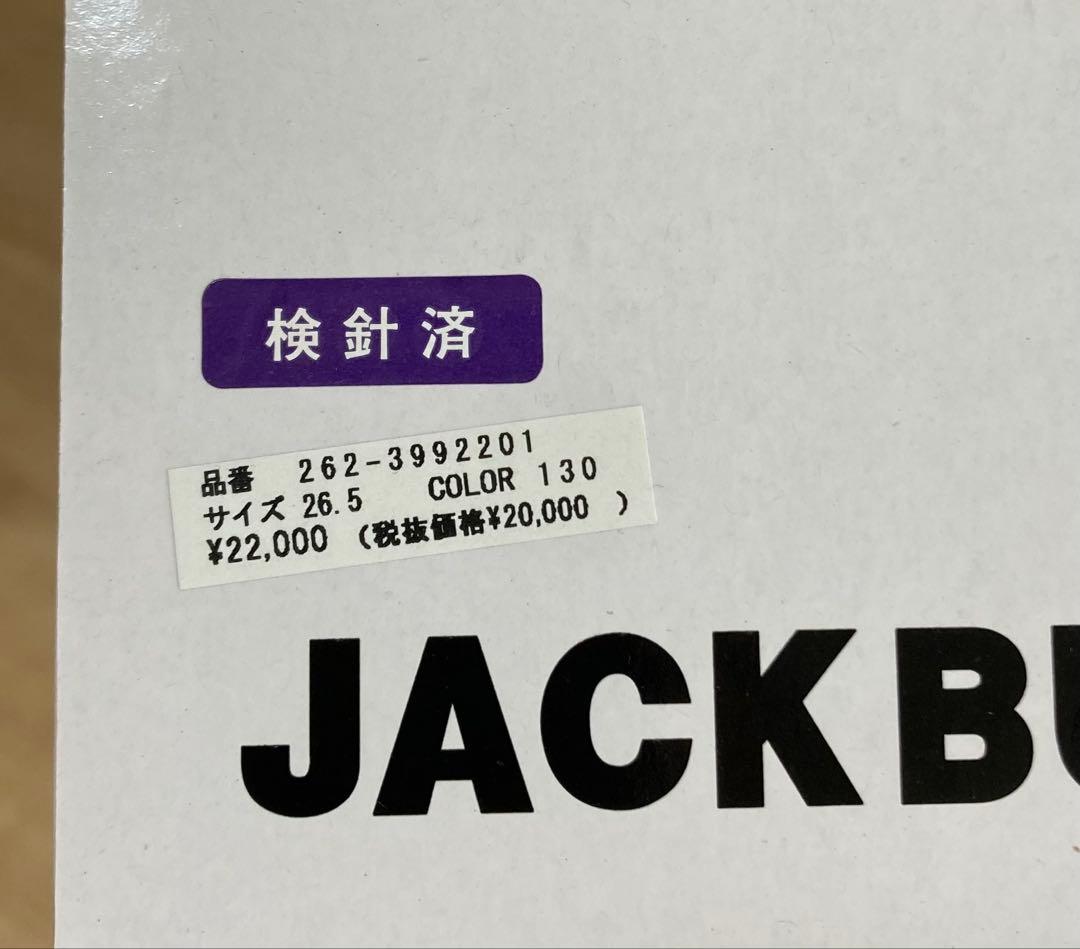 検針済
品番 262-3992201
サイズ 26.5 COLOR 130
¥22,000 (税抜価格¥20,000 )
JACK B